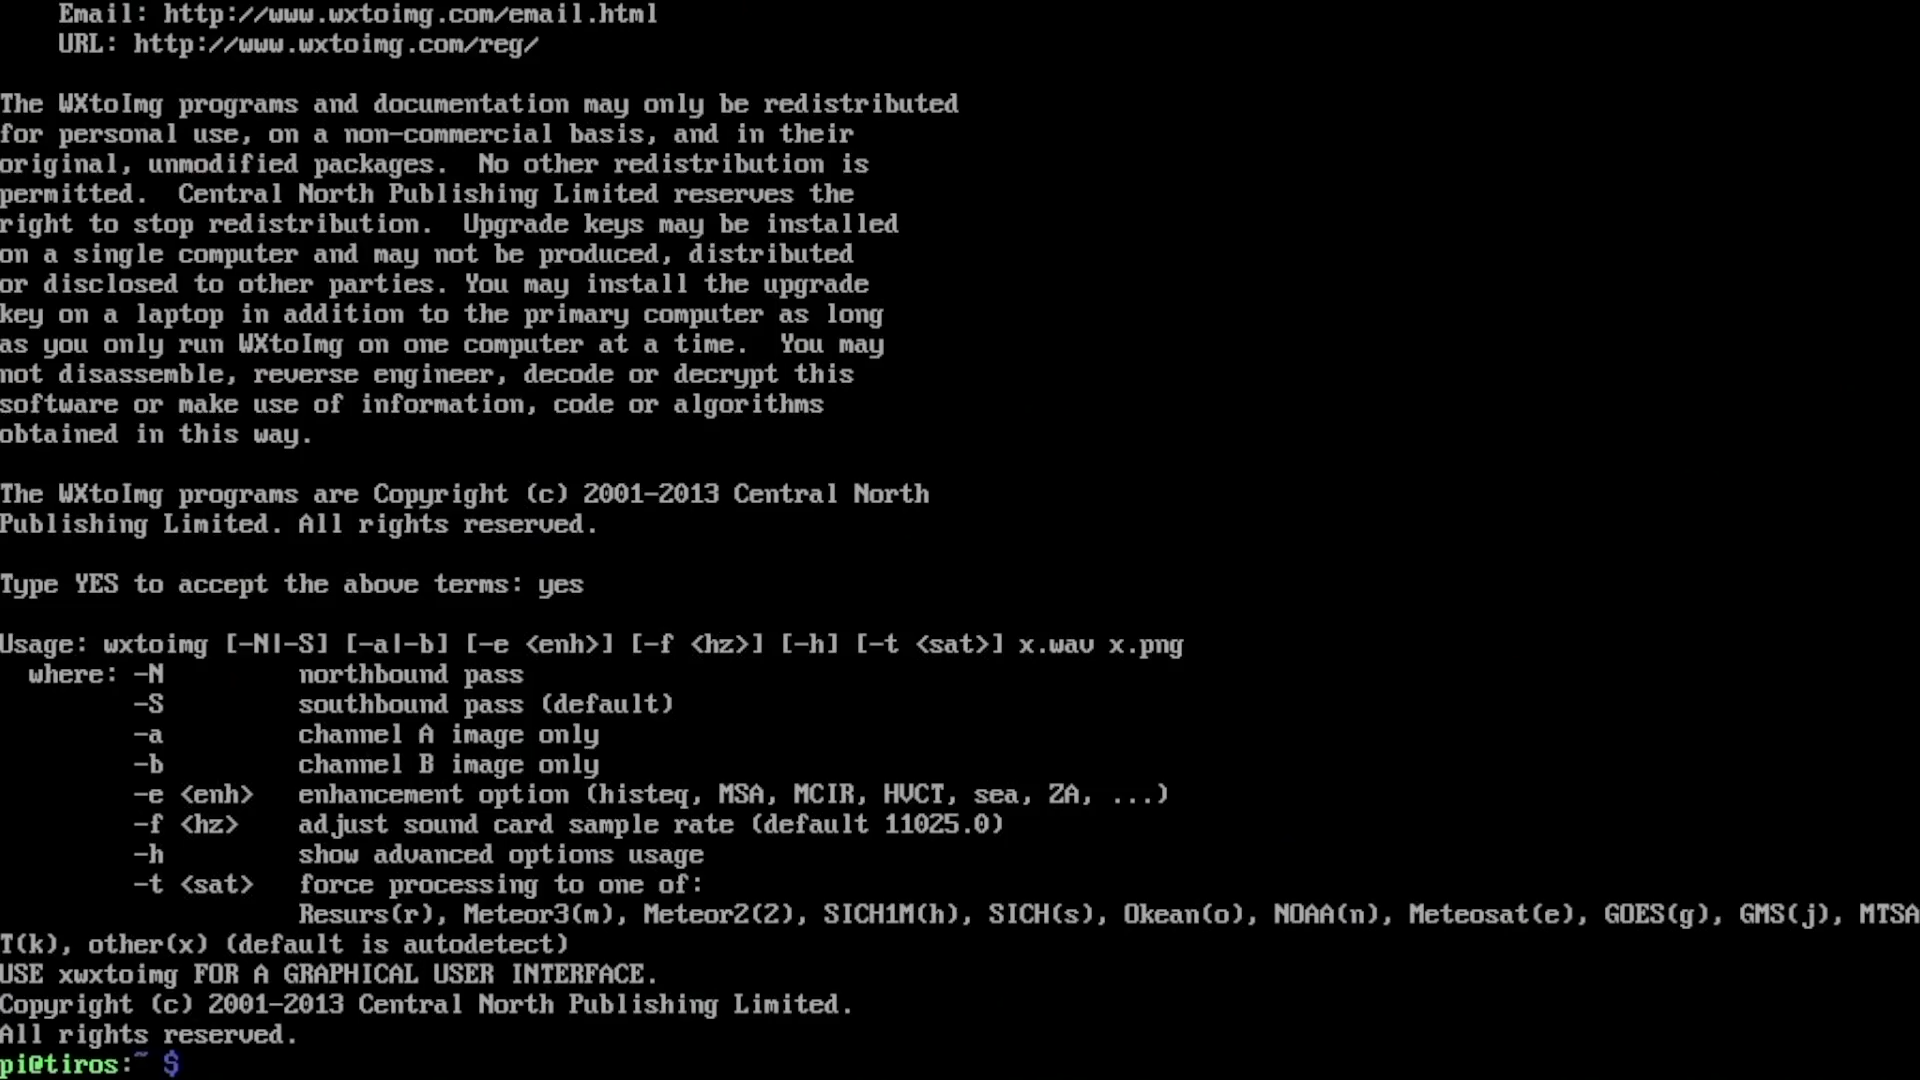 Email: http://www.wxtoimg.com/email.html
URL: http://www.wxtoimg.com/reg/
The WXtoImg programs and documentation may only be redistributed
for personal use, on a non-commercial basis, and in their
original, unmodified packages.  No other redistribution is
permitted.  Central North Publishing Limited reserves the
right to stop redistribution.  Upgrade keys may be installed
on a single computer and may not be produced, distributed
or disclosed to other parties. You may install the upgrade
key on a laptop in addition to the primary computer as long
as you only run WXtoImg on one computer at a time.  You may
not disassemble, reverse engineer, decode or decrypt this
software or make use of information, code or algorithms
obtained in this way.
The WXtoImg programs are Copyright (c) 2001-2013 Central North
Publishing Limited. All rights reserved.
Type YES to accept the above terms: yes
Usage: wxtoimg [-N|-S] [-a|-b] [-e <enh>] [-f <hz>] [-h] [-t <sat>] x.wav x.png
where: -N northbound pass
-S southbound pass (default)
-a channel A image only
-b channel B image only
-e <enh> enhancement option (histeq, MSA, MCIR, HVCT, sea, ZA, ...)
-f <hz> adjust sound card sample rate (default 11025.0)
-h show advanced options usage
-t <sat> force processing to one of:
Resurs(r), Meteor3(m), Meteor2(2), SICH1M(h), SICH(s), Okean(o), NOAA(n), Meteosat(e), GOES(g), GMS(j), MTSA
T(k), other(x) (default is autodetect)
USE xwxtoimg FOR A GRAPHICAL USER INTERFACE.
Copyright (c) 2001-2013 Central North Publishing Limited.
All rights reserved.
pi@tiros:~ $